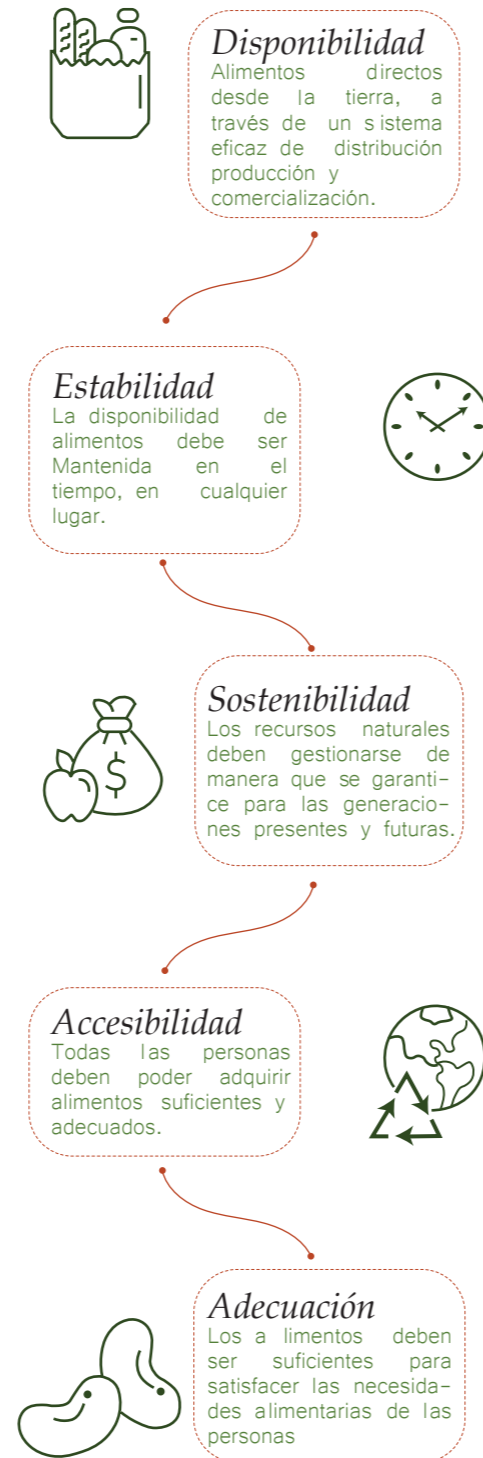 Disponibilidad
Alimentos directos
desde la tierra, a
través de un sistema
eficaz de distribución
producción y
comercialización.
Estabilidad
La disponibilidad de
alimentos debe ser
Mantenida en el
tiempo, en cualquier
lugar.
Sostenibilidad
Los recursos naturales
deben gestionarse de
manera que se garanti-
ce para las generacio-
nes presentes y futuras.
$
Accesibilidad
Todas las personas
deben poder adquirir
alimentos suficientes y
adecuados.
Adecuación
Los a limentos deben
ser suficientes para
satisfacer las necesida-
des alimentarias de las
personas